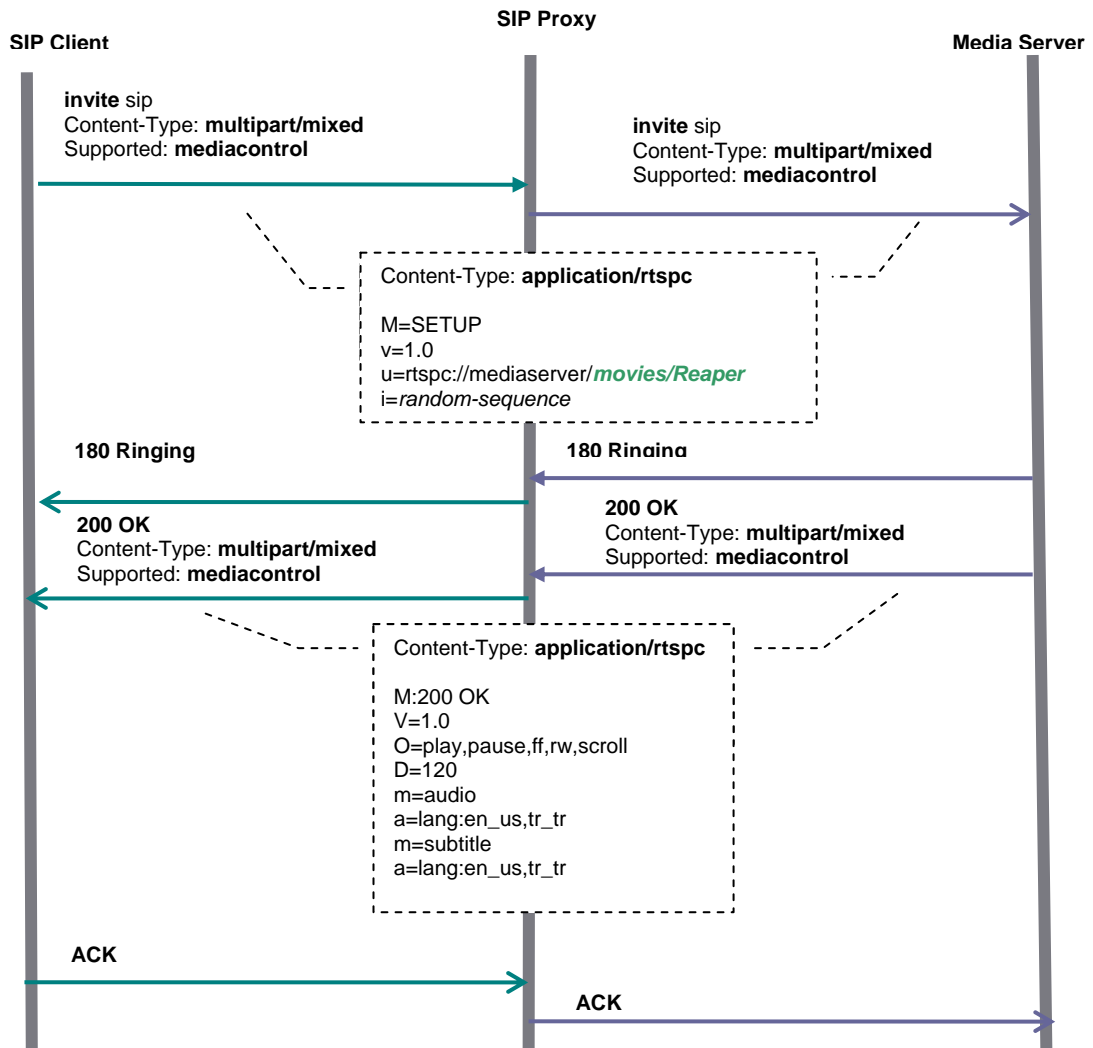 SIP Proxy
SIP Client
Media Server
invite sip
Content-Type: multipart/mixed
Supported: mediacontrol
invite sip
Content-Type: multipart/mixed
Supported: mediacontrol
Content-Type: application/rtspc
M=SETUP
v=1.0
u=rtspc://mediaserver/movies/Reaper
i=random-sequence
180 Ringing
180 Ringing
200 OK
Content-Type: multipart/mixed
Supported: mediacontrol
200 OK
Content-Type: multipart/mixed
Supported: mediacontrol
Content-Type: application/rtspc
M:200 OK
V=1.0
O=play,pause,ff,rw,scroll
D=120
m=audio
a=lang:en_us,tr_tr
m=subtitle
a=lang:en_us,tr_tr
ACK
ACK